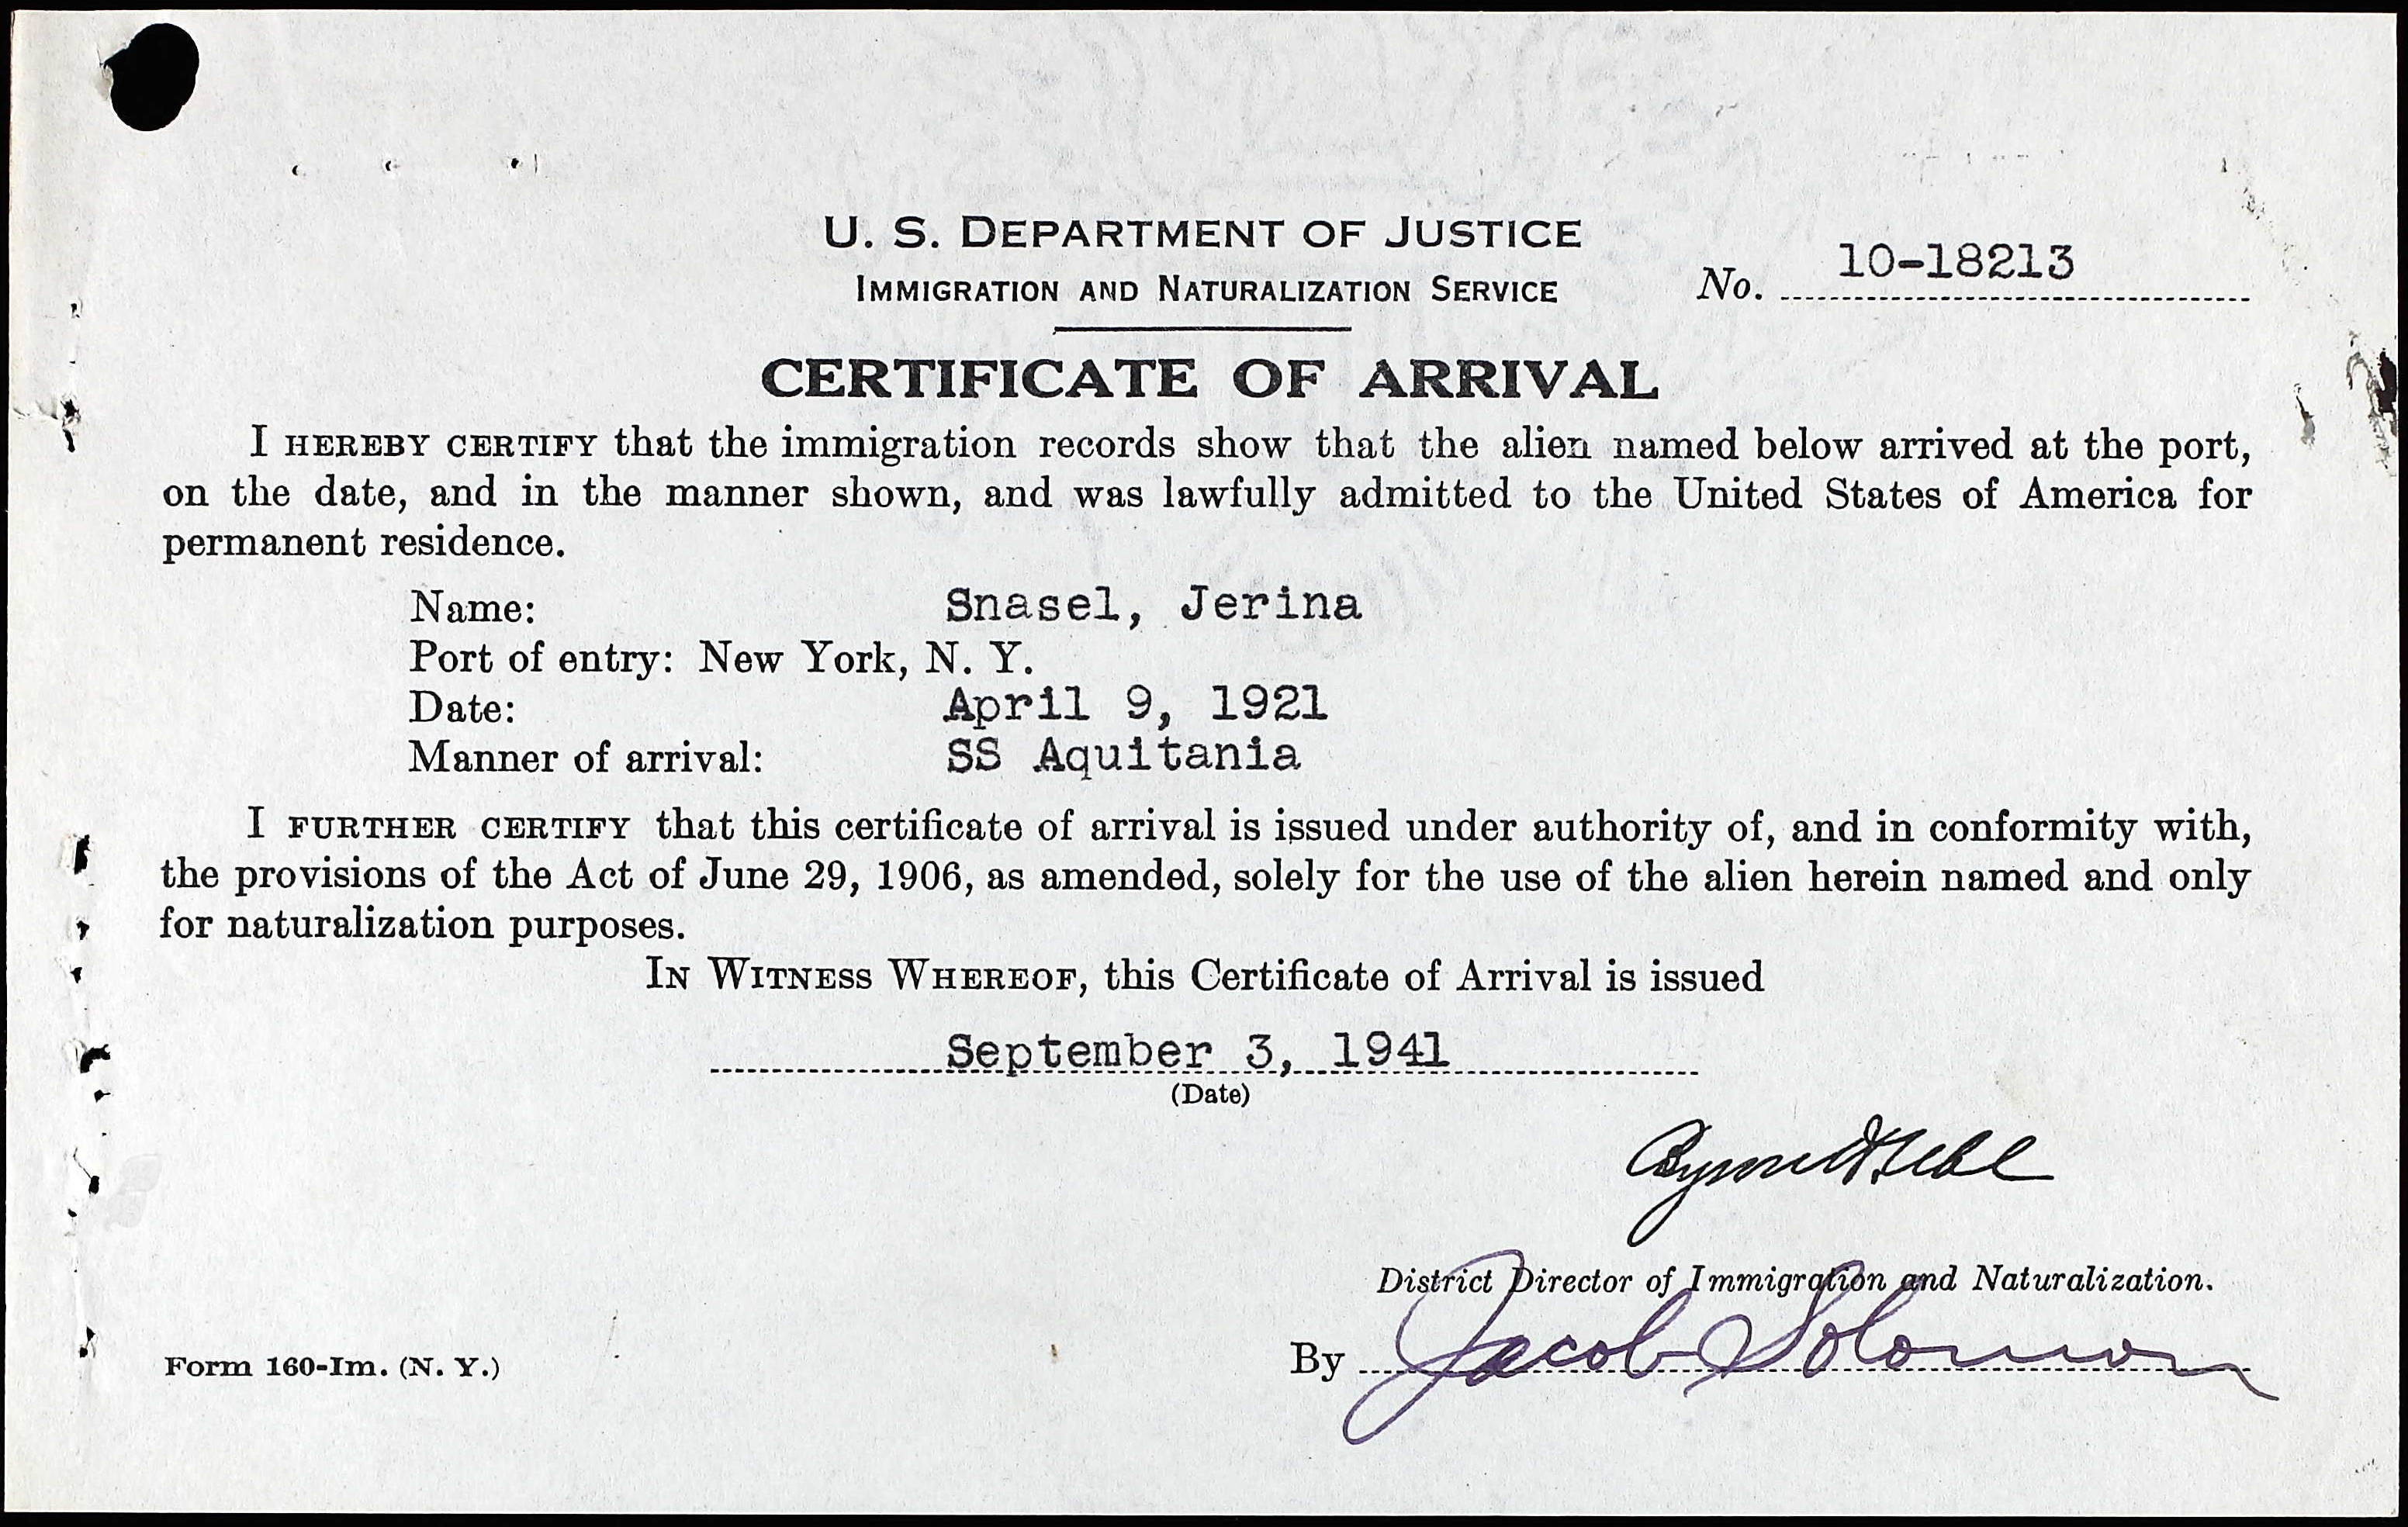 U. S. DEPARTMENT OF JUSTICE
IMMIGRATION AND NATURALIZATION SERVICE
No. 10-18213
CERTIFICATE OF ARRIVAL
I HEREBY CERTIFY that the immigration records show that the alien named below arrived at the port,
on the date, and in the manner shown, and was lawfully admitted to the United States of America for
permanent residence.
Name: Snasel, Jerina
Port of entry: New York, N. Y.
Date: April 9, 1921
Manner of arrival: SS Aquitania
I FURTHER CERTIFY that this certificate of arrival is issued under authority of, and in conformity with,
the provisions of the Act of June 29, 1906, as amended, solely for the use of the alien herein named and only
for naturalization purposes.
IN WITNESS WHEREOF, this Certificate of Arrival is issued
September 3, 1941
(Date)
District Director of Immigration and Naturalization.
By Jacob Solomon
Form 160-Im. (N. Y.)